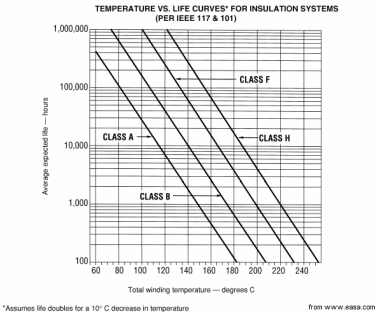 TEMPERATURE VS. LIFE CURVES* FOR INSULATION SYSTEMS
(PER IEEE 117 & 101)
1,000,000
100,000
10,000
1,000
100
Average expected life — hours
CLASS F
CLASS A
CLASS H
CLASS B
60 80 100 120 140 160 180 200 220 240
Total winding temperature — degrees C
*Assumes life doubles for a 10° C decrease in temperature
from www.easa.com